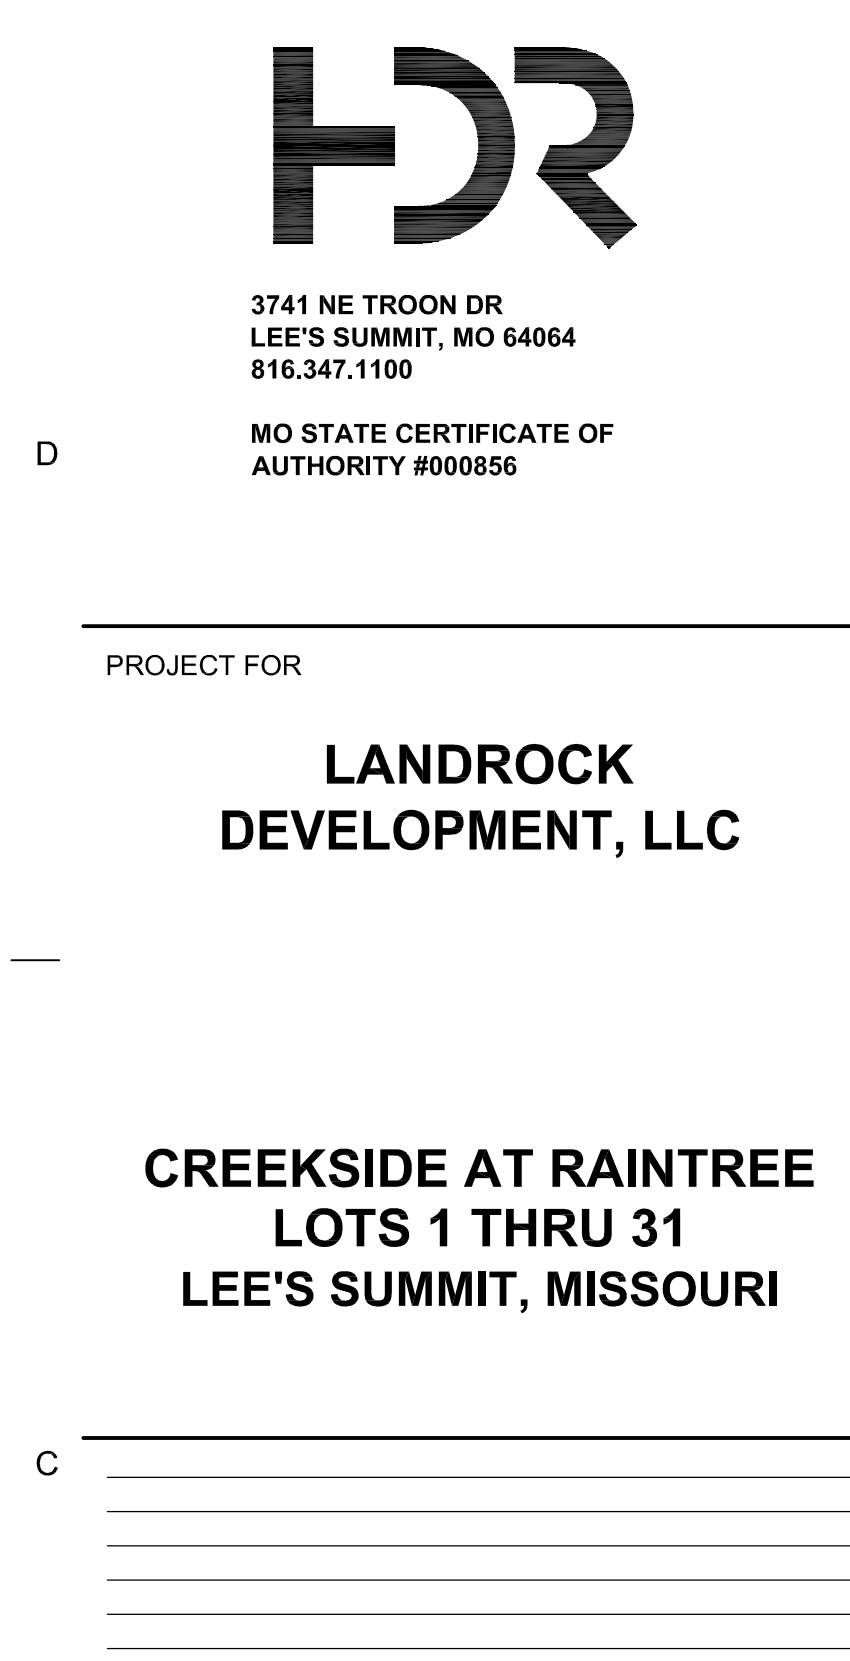 HDR
3741 NE TROON DR
LEE'S SUMMIT, MO 64064
816.347.1100
MO STATE CERTIFICATE OF
AUTHORITY #000856
D
PROJECT FOR
LANDROCK
DEVELOPMENT, LLC
CREEKSIDE AT RAINTREE
LOTS 1 THRU 31
LEE'S SUMMIT, MISSOURI
C